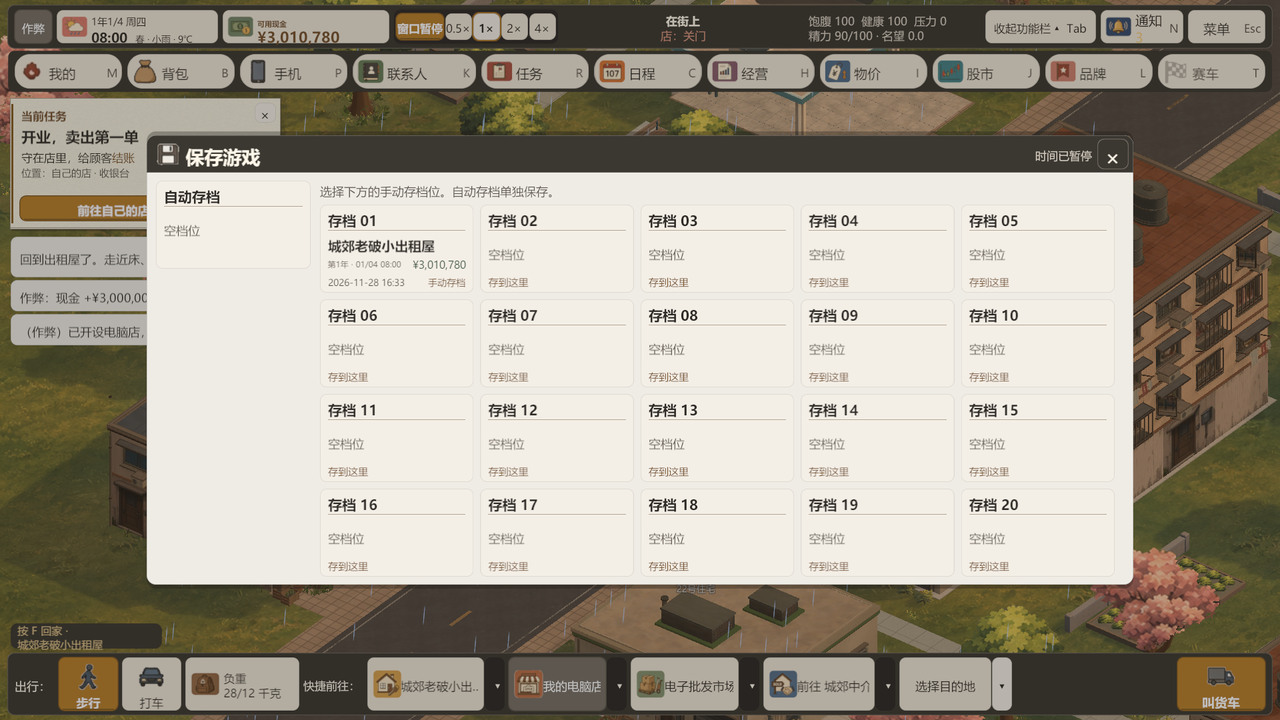 作弊
1年1/4 周四
08:00 春·小雨·9°C
可用现金
¥3,010,780
窗口暂停
0.5×
1×
2×
4×
在街上
店：关门
饱腹 100 健康 100 压力 0
精力 90/100 · 名望 0.0
收起功能栏 ▴ Tab
通知
3
N
菜单 Esc
我的 M
背包 B
手机 P
联系人 K
任务 R
107
日程 C
经营 H
物价 I
股市 J
品牌 L
赛车 T
当前任务
×
开业，卖出第一单
守在店里，给顾客结账
位置：自己的店 · 收银台
前往自己的店
回到出租屋了。走近床、
作弊：现金 +¥3,000,00
（作弊）已开设电脑店，
保存游戏
时间已暂停
×
自动存档
空档位
选择下方的手动存档位。自动存档单独保存。
存档 01
城郊老破小出租屋
第1年 · 01/04 08:00 ¥3,010,780
2026-11-28 16:33 手动存档
存档 02
空档位
存到这里
存档 03
空档位
存到这里
存档 04
空档位
存到这里
存档 05
空档位
存到这里
存档 06
空档位
存到这里
存档 07
空档位
存到这里
存档 08
空档位
存到这里
存档 09
空档位
存到这里
存档 10
空档位
存到这里
存档 11
空档位
存到这里
存档 12
空档位
存到这里
存档 13
空档位
存到这里
存档 14
空档位
存到这里
存档 15
空档位
存到这里
存档 16
空档位
存到这里
存档 17
空档位
存到这里
存档 18
空档位
存到这里
存档 19
空档位
存到这里
存档 20
空档位
存到这里
按 F 回家 ·
城郊老破小出租屋
出行：
步行
打车
负重
28/12 千克
快捷前往：
城郊老破小出..
我的电脑店
电子批发市场
前往 城郊中介
选择目的地
叫货车